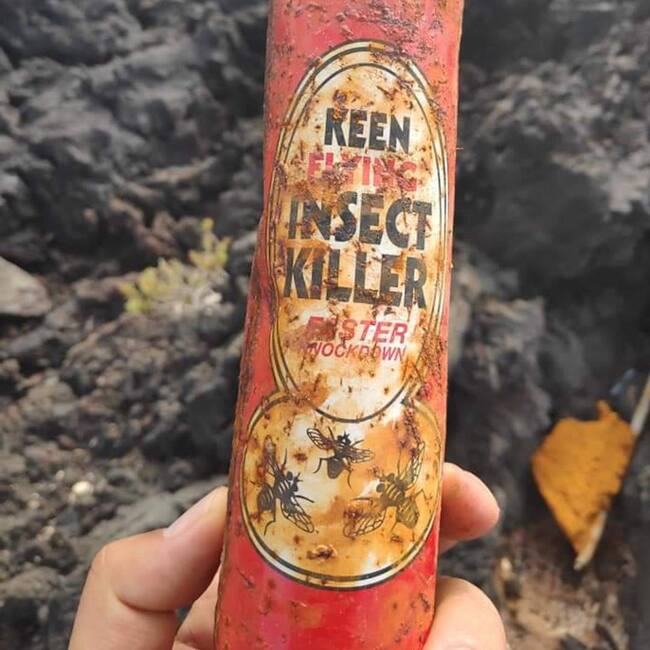 KEEN
FLYING
INSECT
KILLER
FASTER
KNOCKDOWN